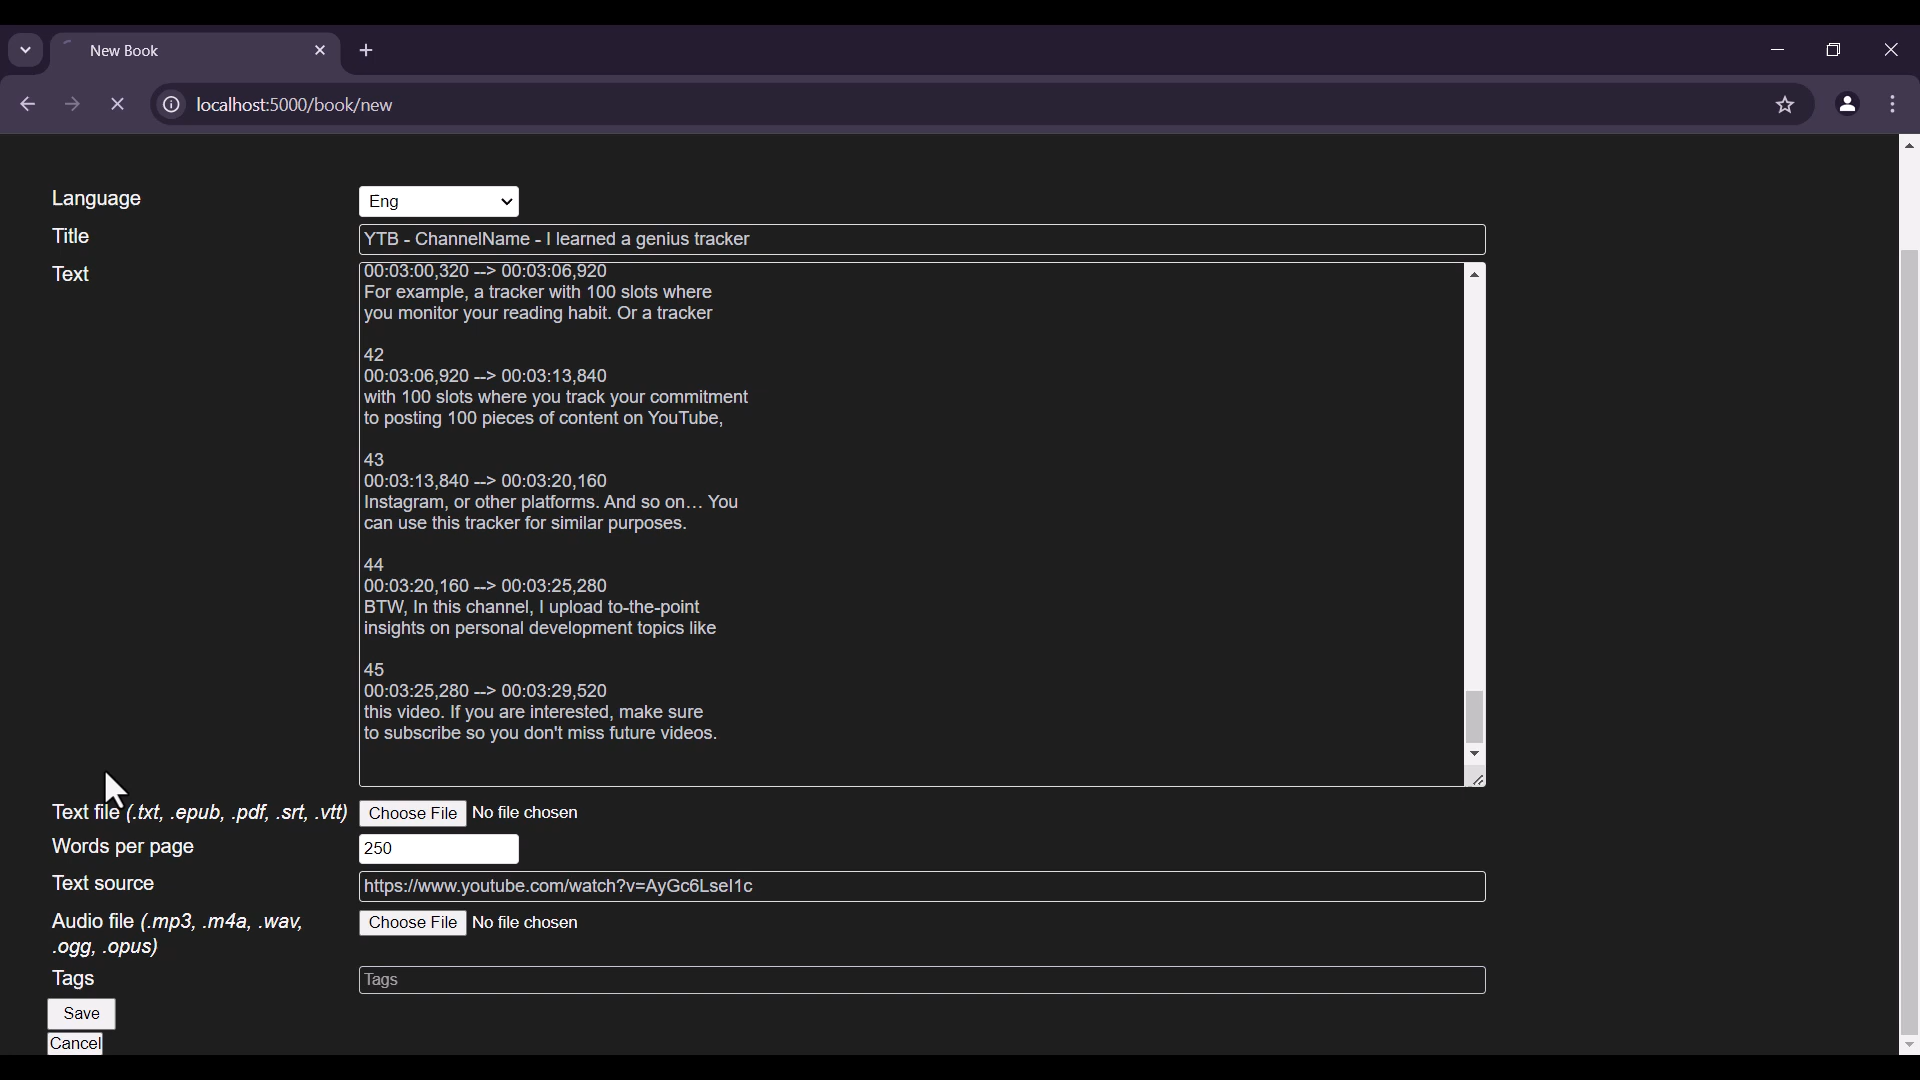 New Book
localhost:5000/book/new
Language
Eng
Title
YTB - ChannelName - I learned a genius tracker
Text
00:03:00,320 --> 00:03:06,920
For example, a tracker with 100 slots where
you monitor your reading habit. Or a tracker
42
00:03:06,920 --> 00:03:13,840
with 100 slots where you track your commitment
to posting 100 pieces of content on YouTube,
43
00:03:13,840 --> 00:03:20,160
Instagram, or other platforms. And so on… You
can use this tracker for similar purposes.
44
00:03:20,160 --> 00:03:25,280
BTW, In this channel, I upload to-the-point
insights on personal development topics like
45
00:03:25,280 --> 00:03:29,520
this video. If you are interested, make sure
to subscribe so you don't miss future videos.
Text file (.txt, .epub, .pdf, .srt, .vtt)
Choose File No file chosen
Words per page
250
Text source
https://www.youtube.com/watch?v=AyGc6Lsel1c
Audio file (.mp3, .m4a, .wav,
.ogg, .opus)
Choose File No file chosen
Tags
Tags
Save
Cancel